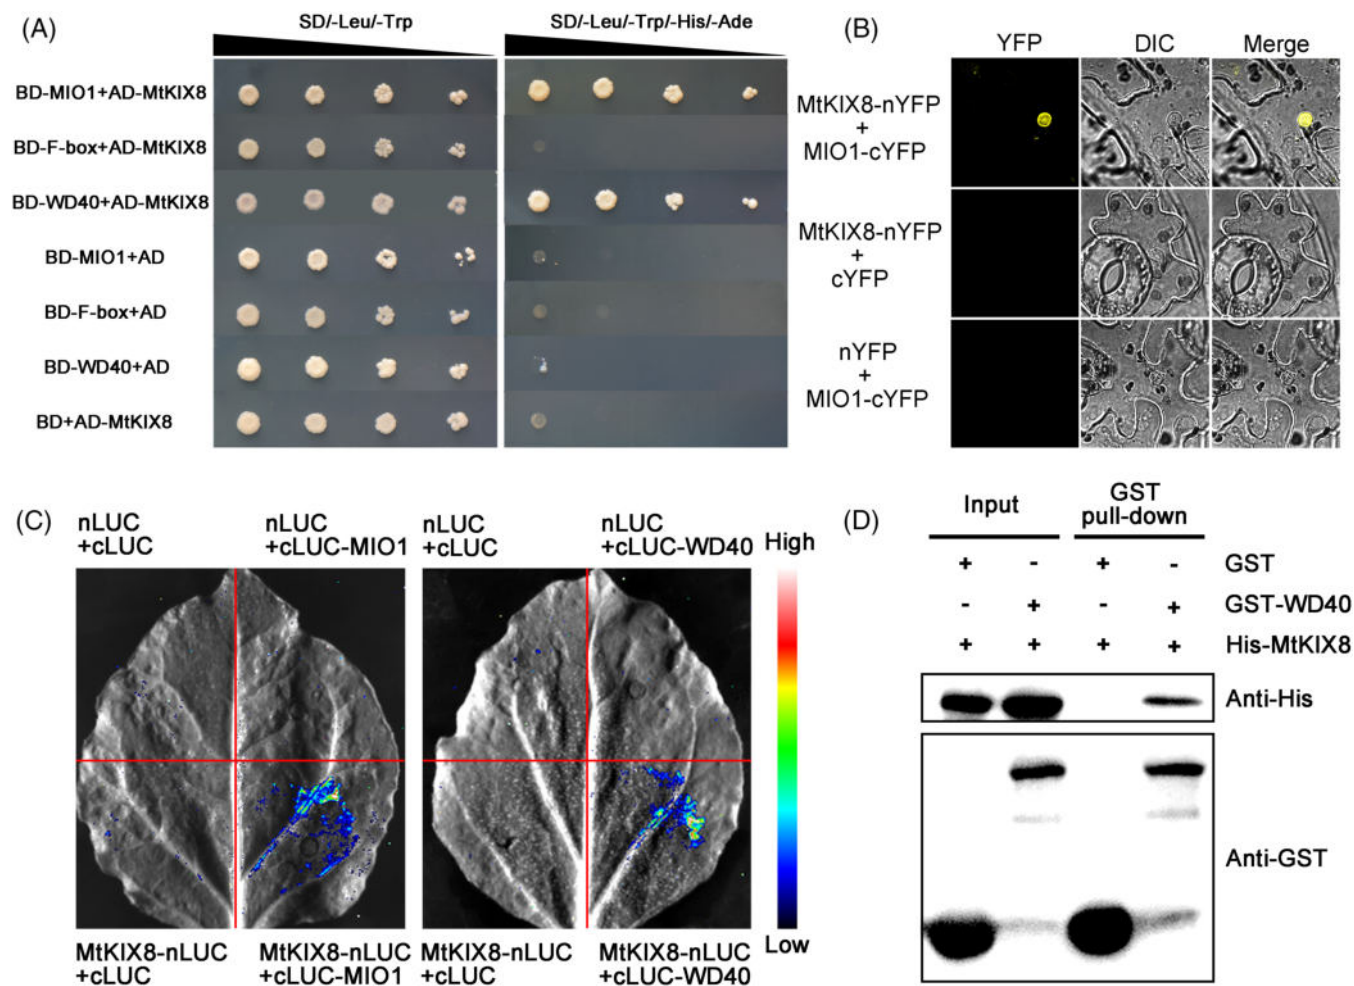 (A)
SD/-Leu/-Trp
SD/-Leu/-Trp/-His/-Ade
BD-MIO1+AD-MtKIX8
BD-F-box+AD-MtKIX8
BD-WD40+AD-MtKIX8
BD-MIO1+AD
BD-F-box+AD
BD-WD40+AD
BD+AD-MtKIX8
(B)
YFP
DIC
Merge
MtKIX8-nYFP
+
MIO1-cYFP
MtKIX8-nYFP
+
cYFP
nYFP
+
MIO1-cYFP
(C)
nLUC
+cLUC
nLUC
+cLUC-MIO1
nLUC
+cLUC
nLUC
+cLUC-WD40
High
Low
MtKIX8-nLUC
+cLUC
MtKIX8-nLUC
+cLUC-MIO1
MtKIX8-nLUC
+cLUC
MtKIX8-nLUC
+cLUC-WD40
(D)
Input
GST
pull-down
+ - + - GST
- + - + GST-WD40
+ + + + His-MtKIX8
Anti-His
Anti-GST